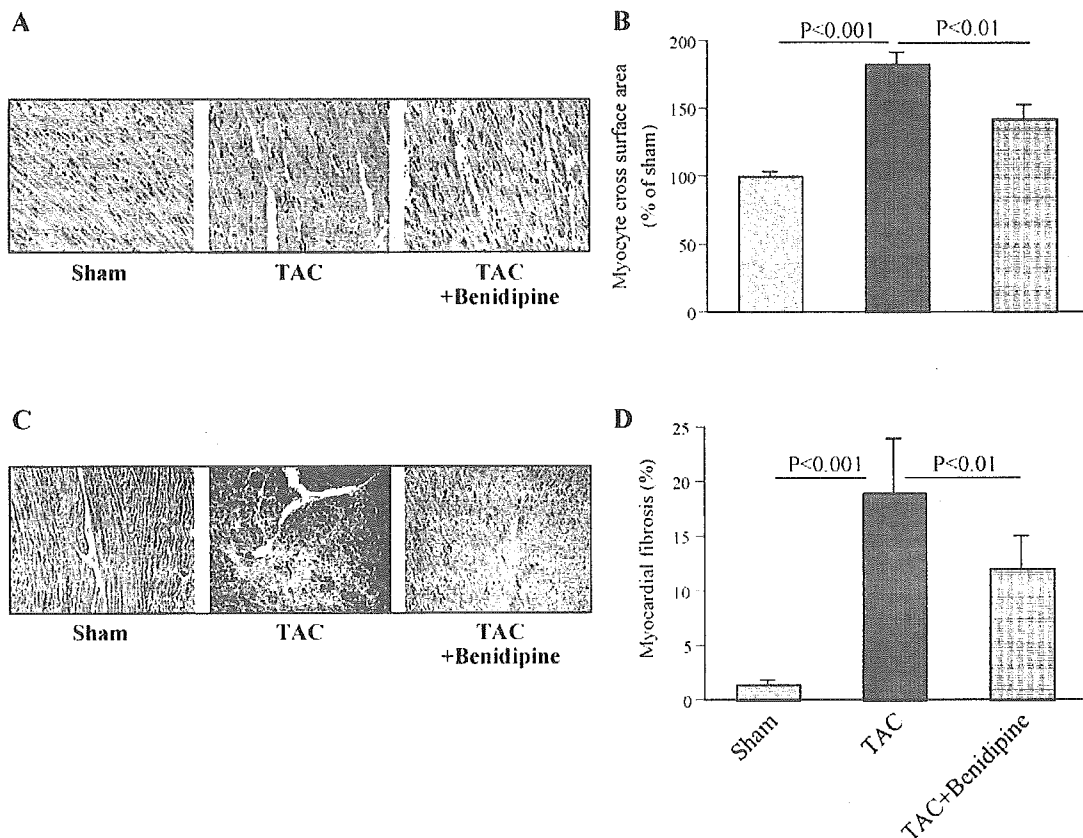 A
Sham
TAC
TAC
+Benidipine
B
P<0.001
P<0.01
Myocyte cross surface area
(% of sham)
200
150
100
50
0
C
Sham
TAC
TAC
+Benidipine
D
P<0.001
P<0.01
Myocardial fibrosis (%)
25
20
15
10
5
0
Sham
TAC
TAC+Benidipine